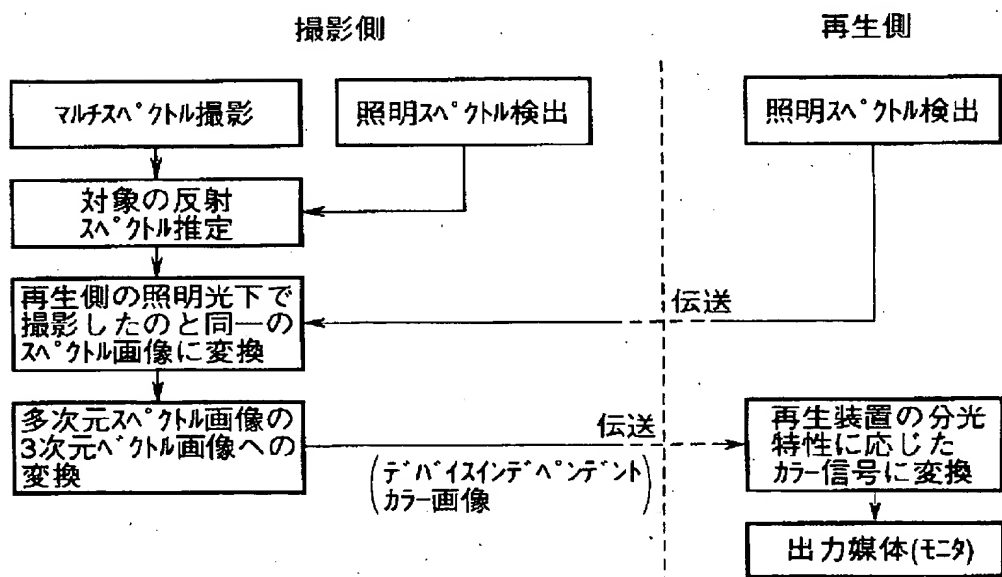 撮影側
再生側
マルチスペクトル撮影
照明スペクトル検出
照明スペクトル検出
対象の反射
スペクトル推定
再生側の照明光下で
撮影したのと同一の
スペクトル画像に変換
伝送
多次元スペクトル画像の
3次元ベクトル画像への
変換
伝送
(デバイスインデペンデント
カラー画像)
再生装置の分光
特性に応じた
カラー信号に変換
出力媒体(モニタ)